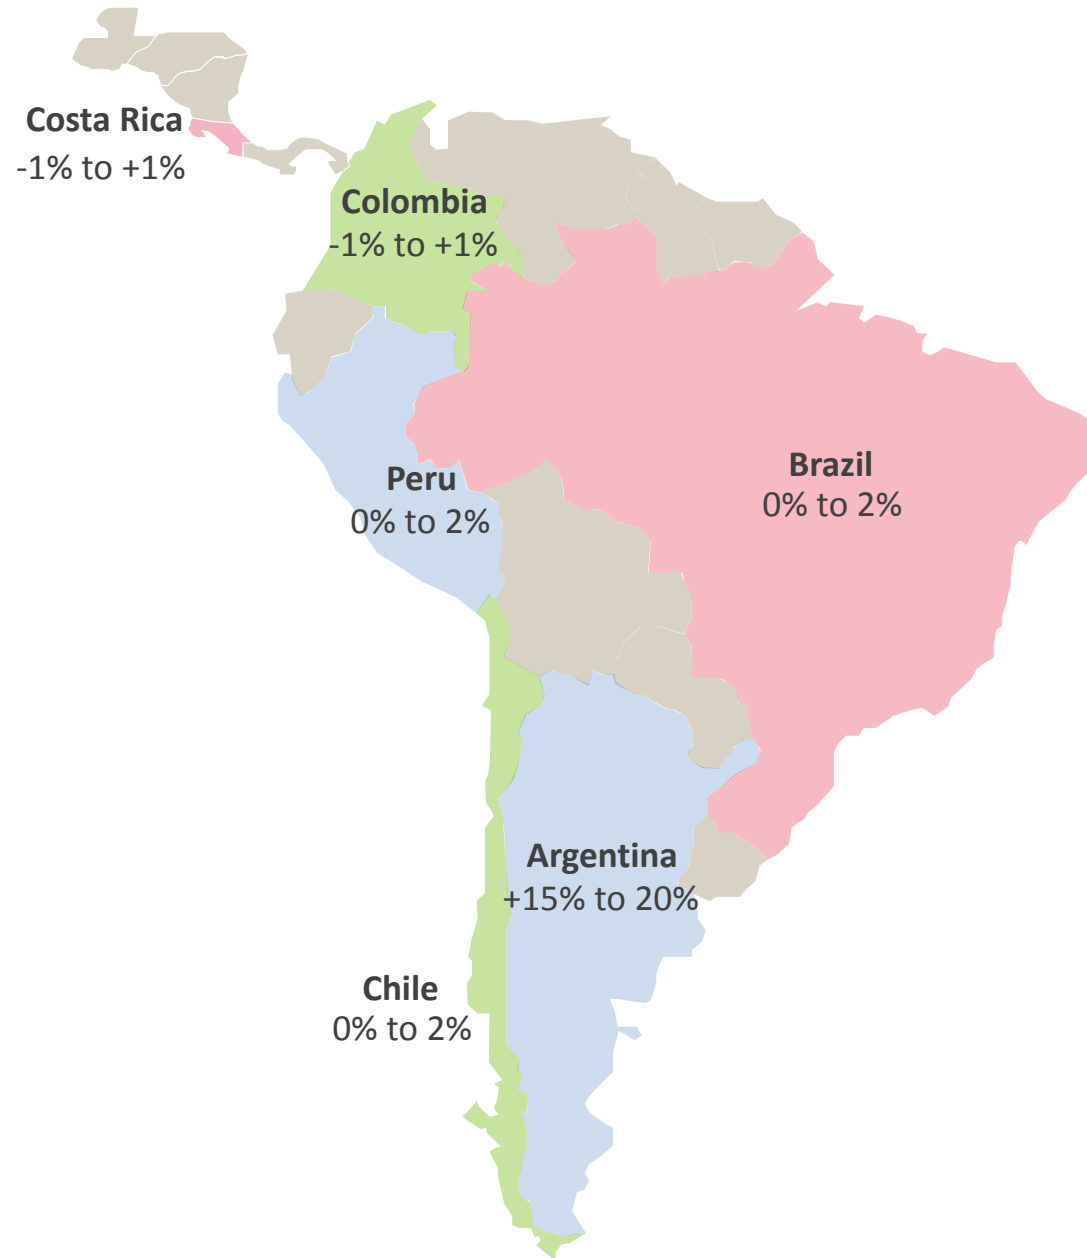 Costa Rica
-1% to +1%
Colombia
-1% to +1%
Brazil
0% to 2%
Peru
0% to 2%
Argentina
+15% to 20%
Chile
0% to 2%